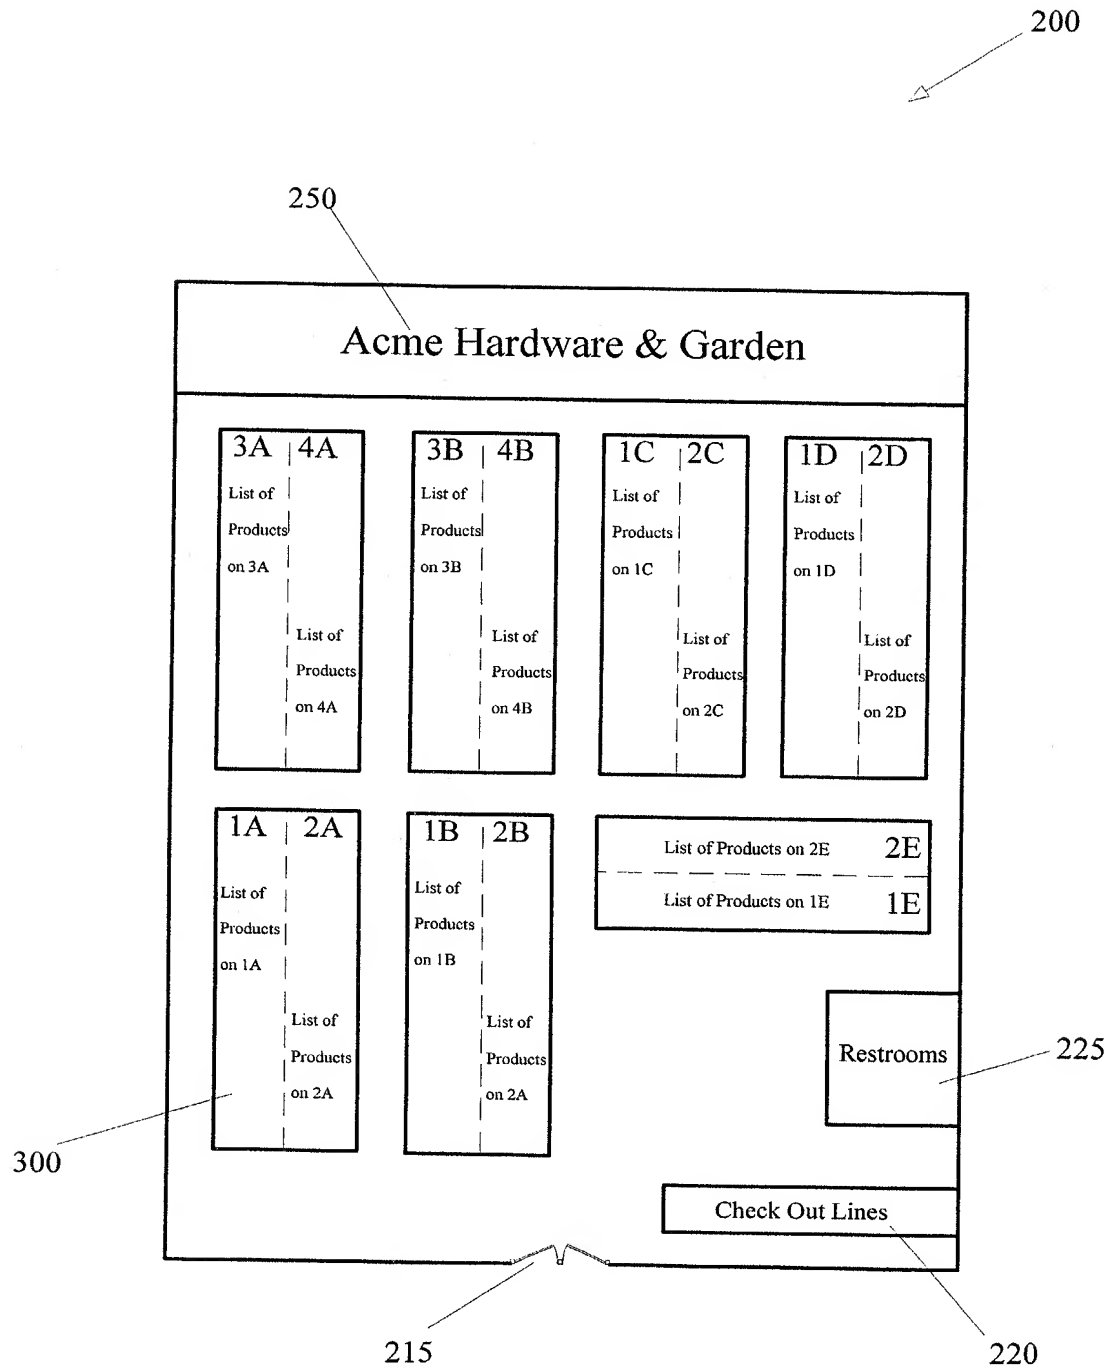 200
250
Acme Hardware & Garden
3A 4A 3B 4B 1C 2C 1D 2D
List of
Products
on 3A
List of
Products
on 4A
List of
Products
on 3B
List of
Products
on 4B
List of
Products
on 1C
List of
Products
on 2C
List of
Products
on 1D
List of
Products
on 2D
1A 2A 1B 2B
List of
Products
on 1A
List of
Products
on 2A
List of
Products
on 1B
List of
Products
on 2A
List of Products on 2E 2E
List of Products on 1E 1E
Restrooms
225
300
Check Out Lines
215
220